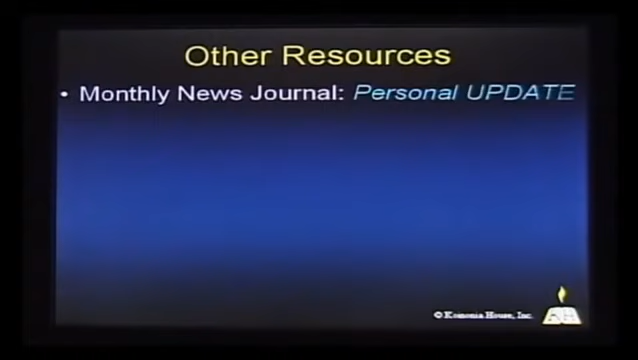 Other Resources
• Monthly News Journal: Personal UPDATE
© Koinonia House, Inc.